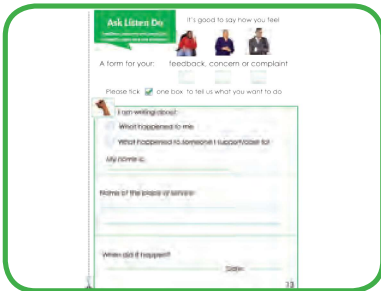 Ask Listen Do
It's good to say how you feel
A form for your: feedback, concern or complaint
Please tick one box to tell us what you want to do
I am writing about:
What happened to me
What happened to someone I support/care for
My name is:
Name of the place or service:
When did it happen?
Date:
13